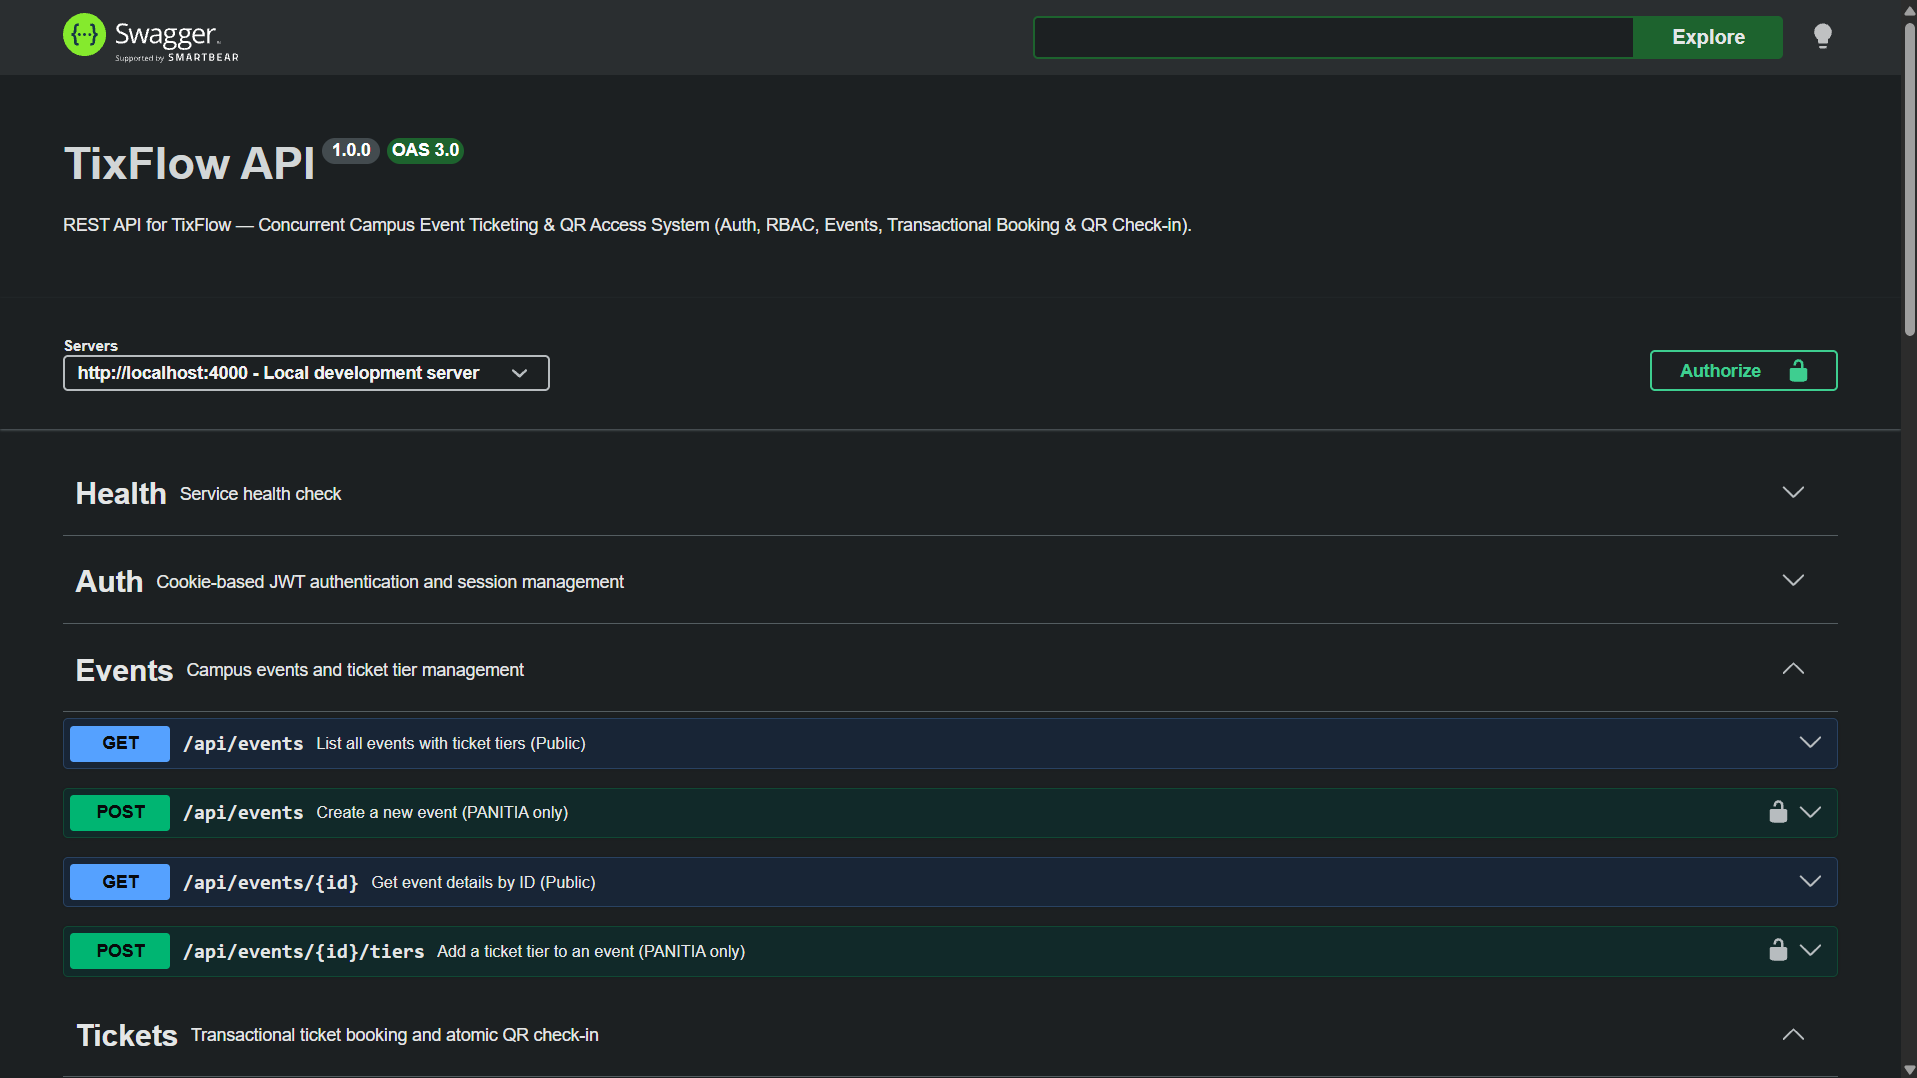 Swagger
Supported by SMARTBEAR
Explore
TixFlow API 1.0.0 OAS 3.0
REST API for TixFlow — Concurrent Campus Event Ticketing & QR Access System (Auth, RBAC, Events, Transactional Booking & QR Check-in).
Servers
http://localhost:4000 - Local development server
Authorize
Health Service health check
Auth Cookie-based JWT authentication and session management
Events Campus events and ticket tier management
GET /api/events List all events with ticket tiers (Public)
POST /api/events Create a new event (PANITIA only)
GET /api/events/{id} Get event details by ID (Public)
POST /api/events/{id}/tiers Add a ticket tier to an event (PANITIA only)
Tickets Transactional ticket booking and atomic QR check-in